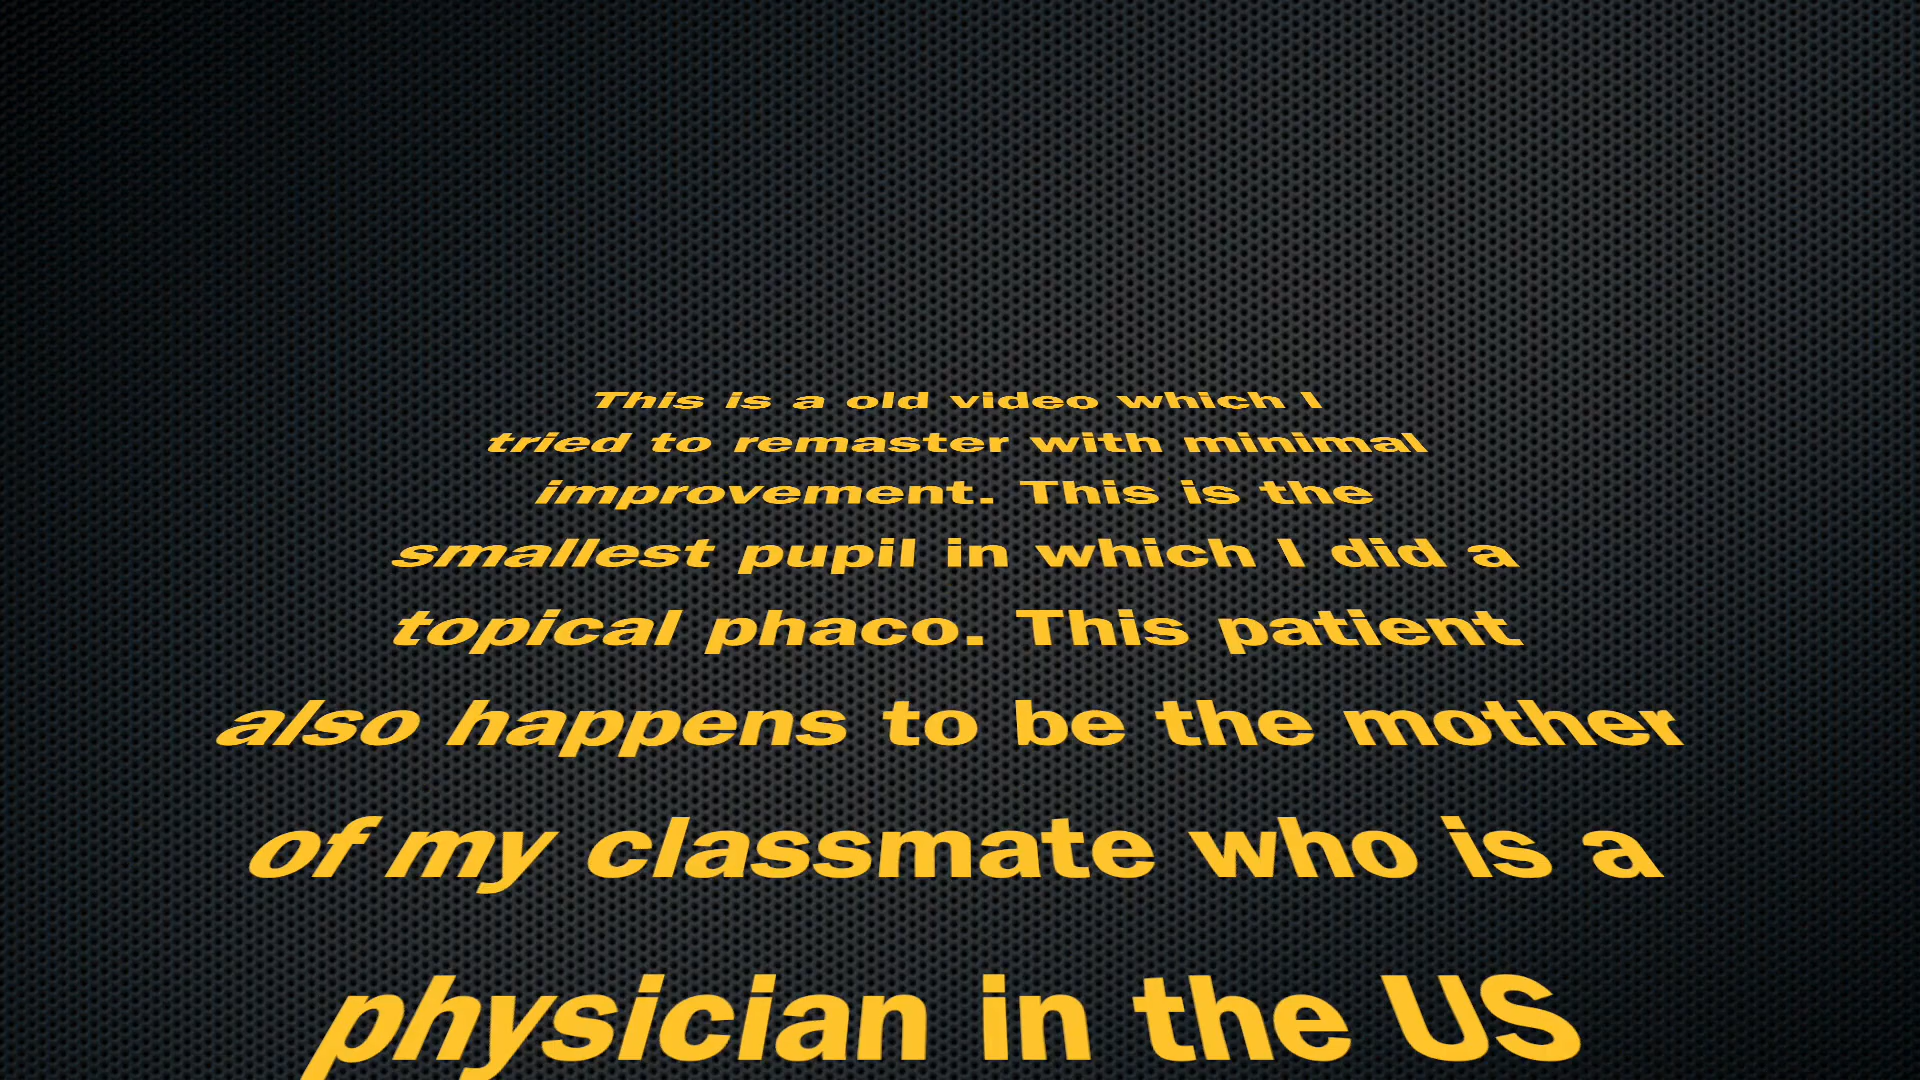 This is a old video which I
tried to remaster with minimal
improvement. This is the
smallest pupil in which I did a
topical phaco. This patient
also happens to be the mother
of my classmate who is a
physician in the US